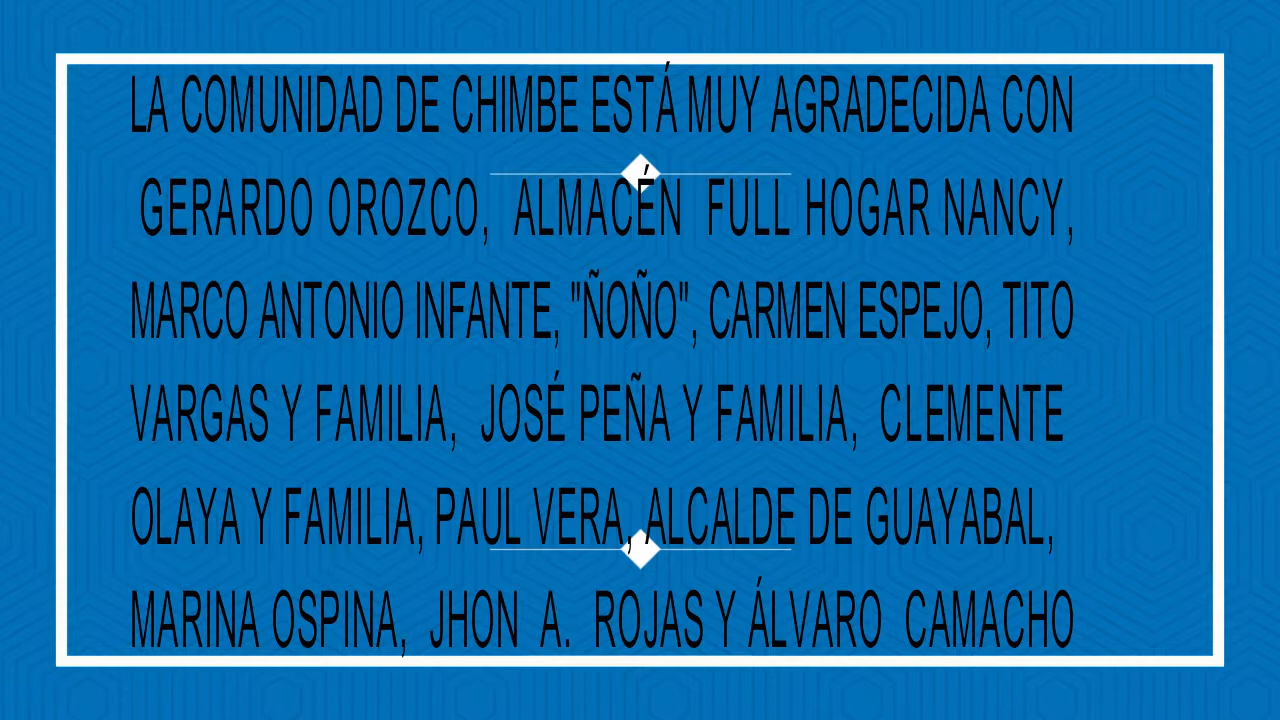 LA COMUNIDAD DE CHIMBE ESTÁ MUY AGRADECIDA CON
GERARDO OROZCO, ALMACÉN FULL HOGAR NANCY,
MARCO ANTONIO INFANTE, "ÑOÑO", CARMEN ESPEJO, TITO
VARGAS Y FAMILIA, JOSÉ PEÑA Y FAMILIA, CLEMENTE
OLAYA Y FAMILIA, PAUL VERA, ALCALDE DE GUAYABAL,
MARINA OSPINA, JHON A. ROJAS Y ÁLVARO CAMACHO